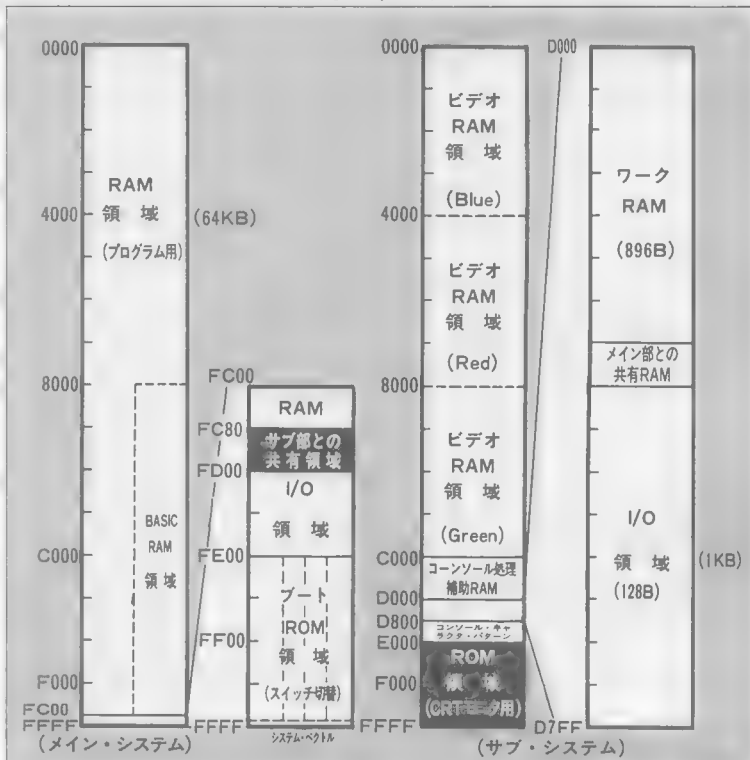 0000
RAM
領 域
(プログラム用)
4000
(64KB)
8000
BASIC
RAM
領 域
C000
F000
FC00
FFFF
(メイン・システム)
FC00
RAM
FC80
サブ部との
共有領域
FD00
I/O
領 域
FE00
ブート
ROM
領 域
(スイッチ切替)
FF00
FFFF
システム・ベクトル
0000
ビデオ
RAM
領 域
(Blue)
4000
ビデオ
RAM
領 域
(Red)
8000
ビデオ
RAM
領 域
(Green)
C000
コーンソール処理
補助RAM
D000
D800
コンソール・キャ
ラクタ・パターン
E000
ROM
領 域
(CRTモニタ用)
F000
FFFF
(サブ・システム)
D000
ワーク
RAM
(896B)
メイン部との
共有RAM
I/O
領 域
(128B)
(1KB)
D7FF